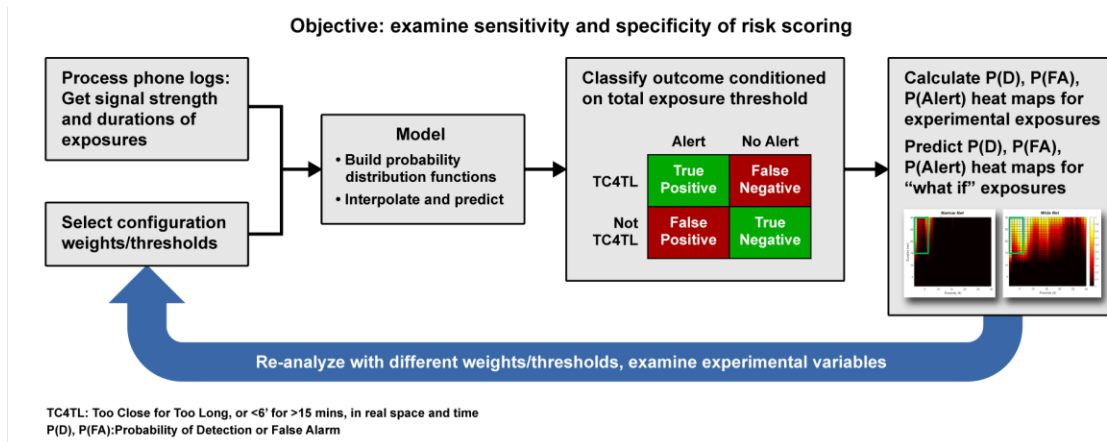 Objective: examine sensitivity and specificity of risk scoring
Process phone logs:
Get signal strength
and durations of
exposures
Select configuration
weights/thresholds
Model
• Build probability
distribution functions
• Interpolate and predict
Classify outcome conditioned
on total exposure threshold
Alert No Alert
TC4TL
True
Positive
False
Negative
Not
TC4TL
False
Positive
True
Negative
Calculate P(D), P(FA),
P(Alert) heat maps for
experimental exposures
Predict P(D), P(FA),
P(Alert) heat maps for
“what if” exposures
Narrow Net
Wide Net
Re-analyze with different weights/thresholds, examine experimental variables
TC4TL: Too Close for Too Long, or <6’ for >15 mins, in real space and time
P(D), P(FA):Probability of Detection or False Alarm